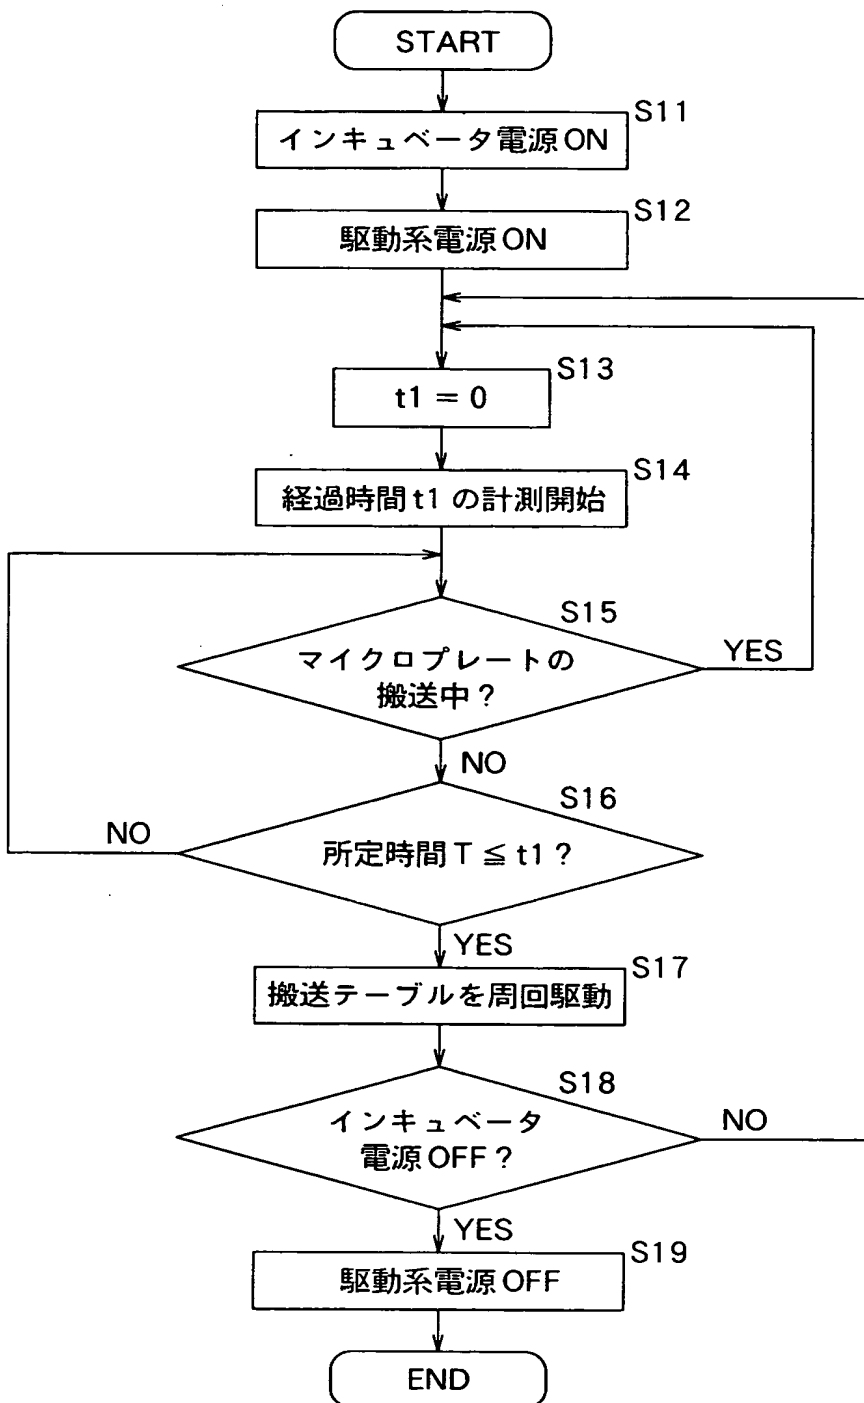 START
S11
インキュベータ電源ON
S12
駆動系電源ON
S13
t1 = 0
S14
経過時間t1 の計測開始
S15
マイクロプレートの
搬送中?
YES
NO
S16
所定時間T ≦ t1?
NO
YES
S17
搬送テーブルを周回駆動
S18
インキュベータ
電源OFF?
NO
YES
S19
駆動系電源OFF
END